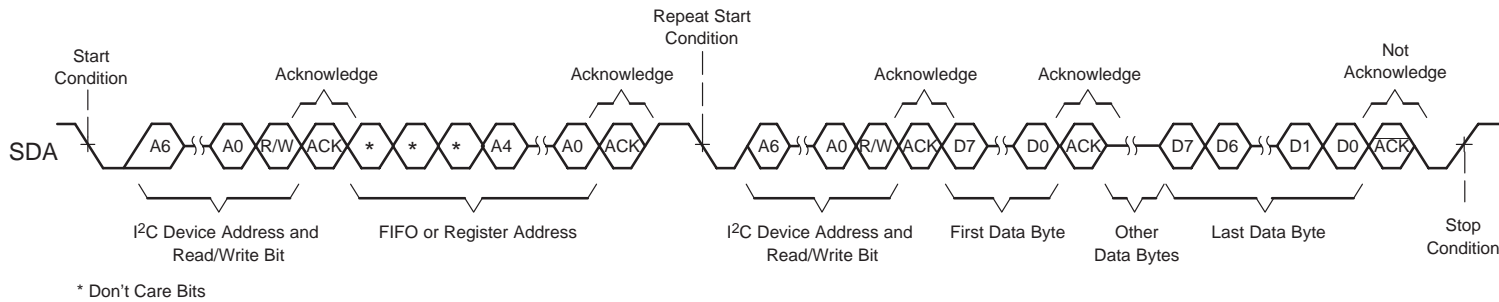 Repeat Start
Condition
Start
Condition
Acknowledge
Acknowledge
Acknowledge
Acknowledge
Not
Acknowledge
SDA
A6 A0 R/W ACK * * * A4 A0 ACK A6 A0 R/W ACK D7 D0 ACK D7 D6 D1 D0 A̅C̅K̅
I²C Device Address and
Read/Write Bit
FIFO or Register Address
I²C Device Address and
Read/Write Bit
First Data Byte
Other
Data Bytes
Last Data Byte
Stop
Condition
* Don't Care Bits